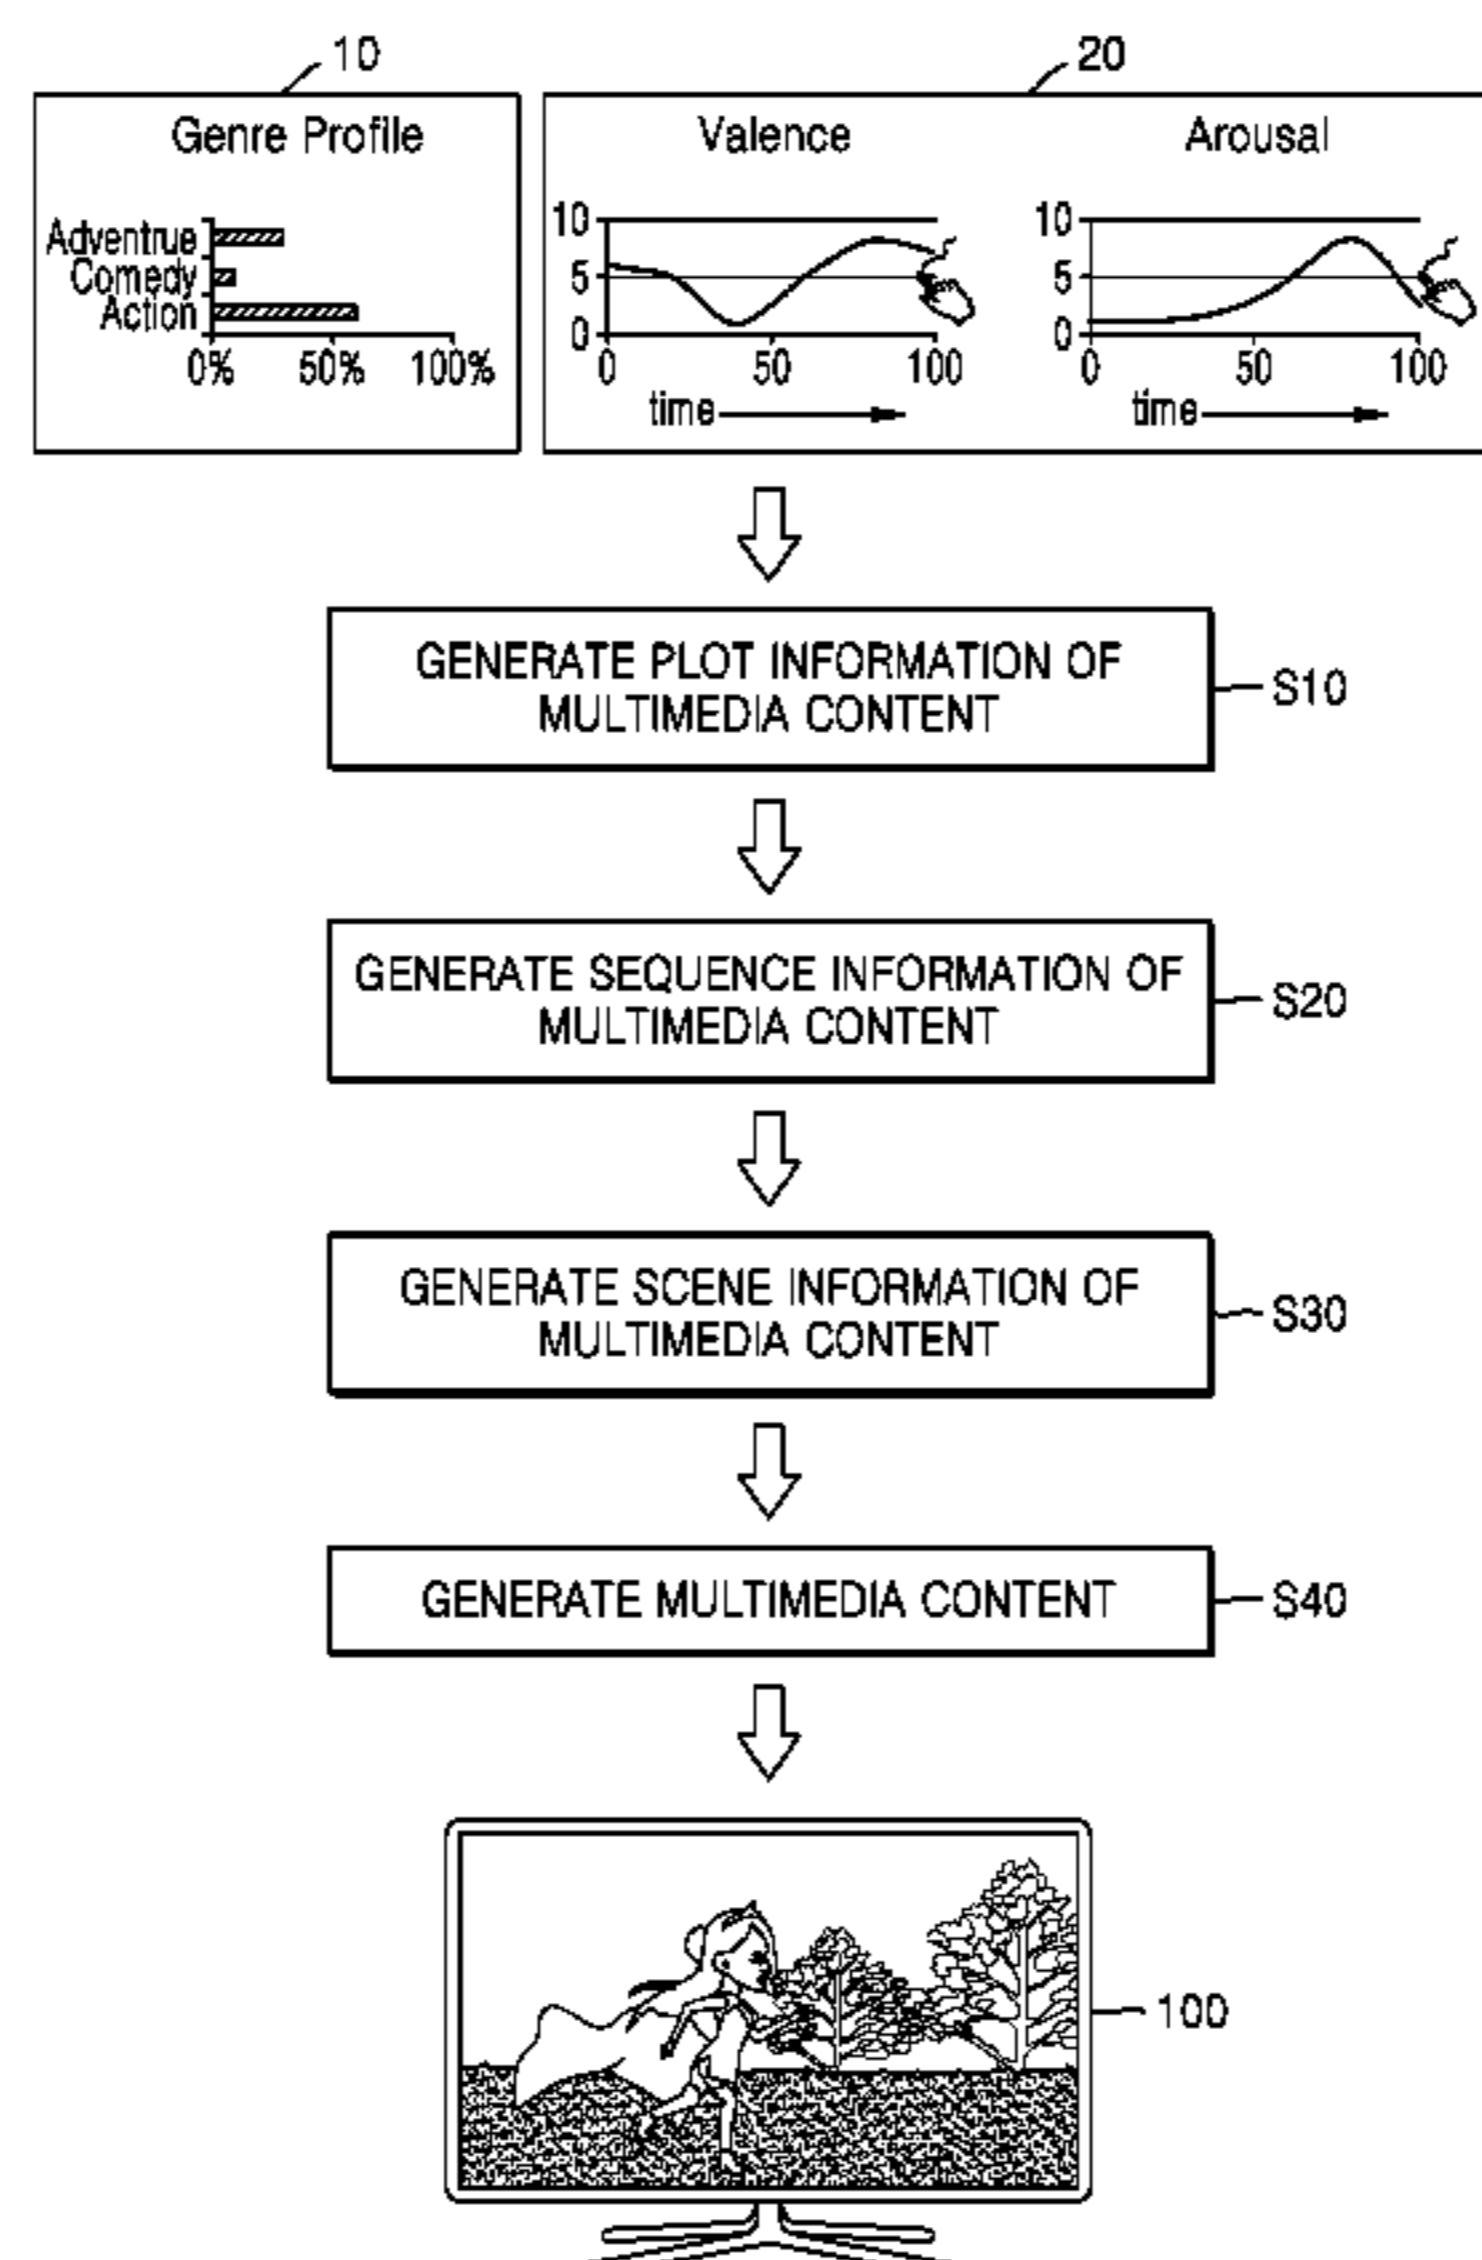 10
20
Genre Profile
Adventrue
Comedy
Action
0% 50% 100%
Valence
10
5
0
0 50 100
time
Arousal
10
5
0
0 50 100
time
GENERATE PLOT INFORMATION OF
MULTIMEDIA CONTENT
S10
GENERATE SEQUENCE INFORMATION OF
MULTIMEDIA CONTENT
S20
GENERATE SCENE INFORMATION OF
MULTIMEDIA CONTENT
S30
GENERATE MULTIMEDIA CONTENT
S40
100